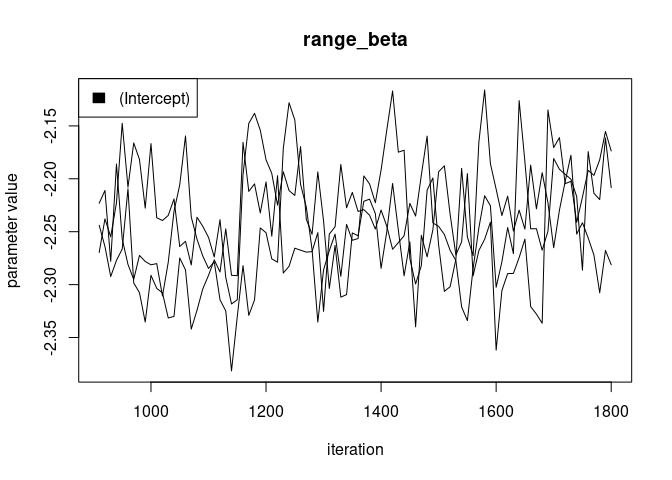 range_beta
(Intercept)
parameter value
-2.15
-2.20
-2.25
-2.30
-2.35
1000
1200
1400
1600
1800
iteration